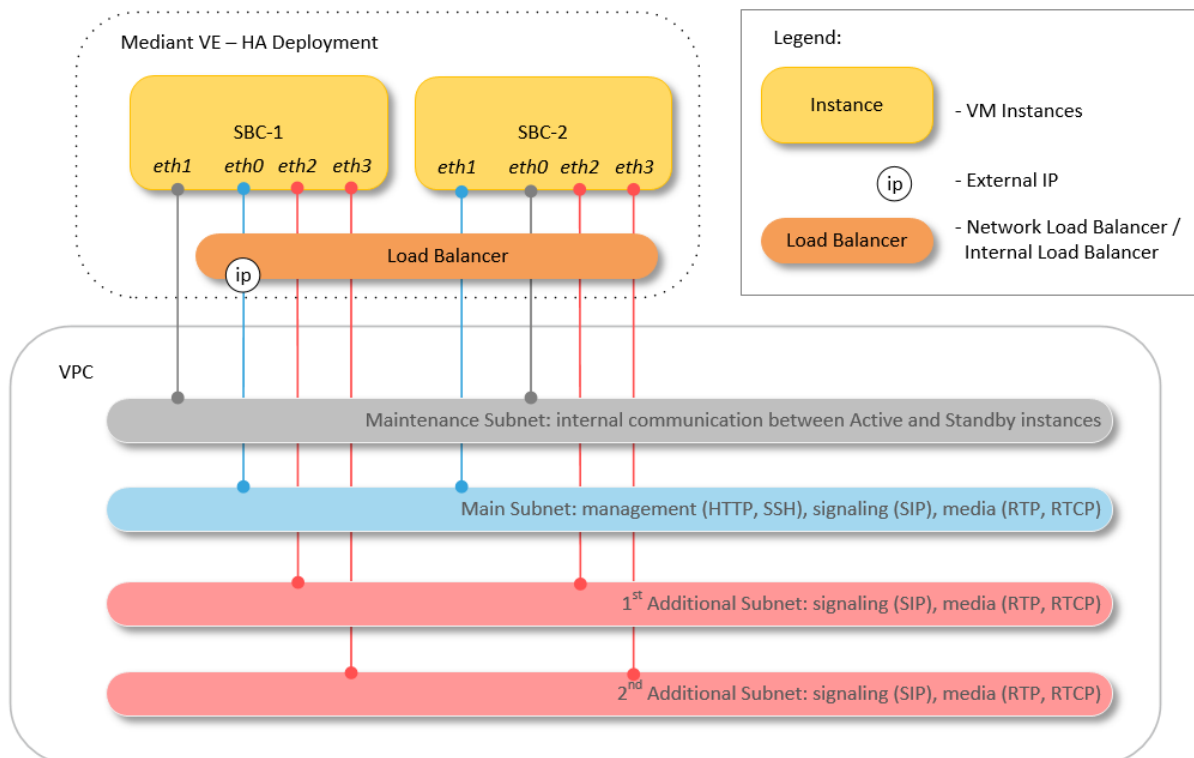 Mediant VE – HA Deployment
SBC-1
eth1 eth0 eth2 eth3
SBC-2
eth1 eth0 eth2 eth3
Load Balancer
ip
Legend:
Instance
- VM Instances
ip
- External IP
Load Balancer
- Network Load Balancer /
Internal Load Balancer
VPC
Maintenance Subnet: internal communication between Active and Standby instances
Main Subnet: management (HTTP, SSH), signaling (SIP), media (RTP, RTCP)
1st Additional Subnet: signaling (SIP), media (RTP, RTCP)
2nd Additional Subnet: signaling (SIP), media (RTP, RTCP)